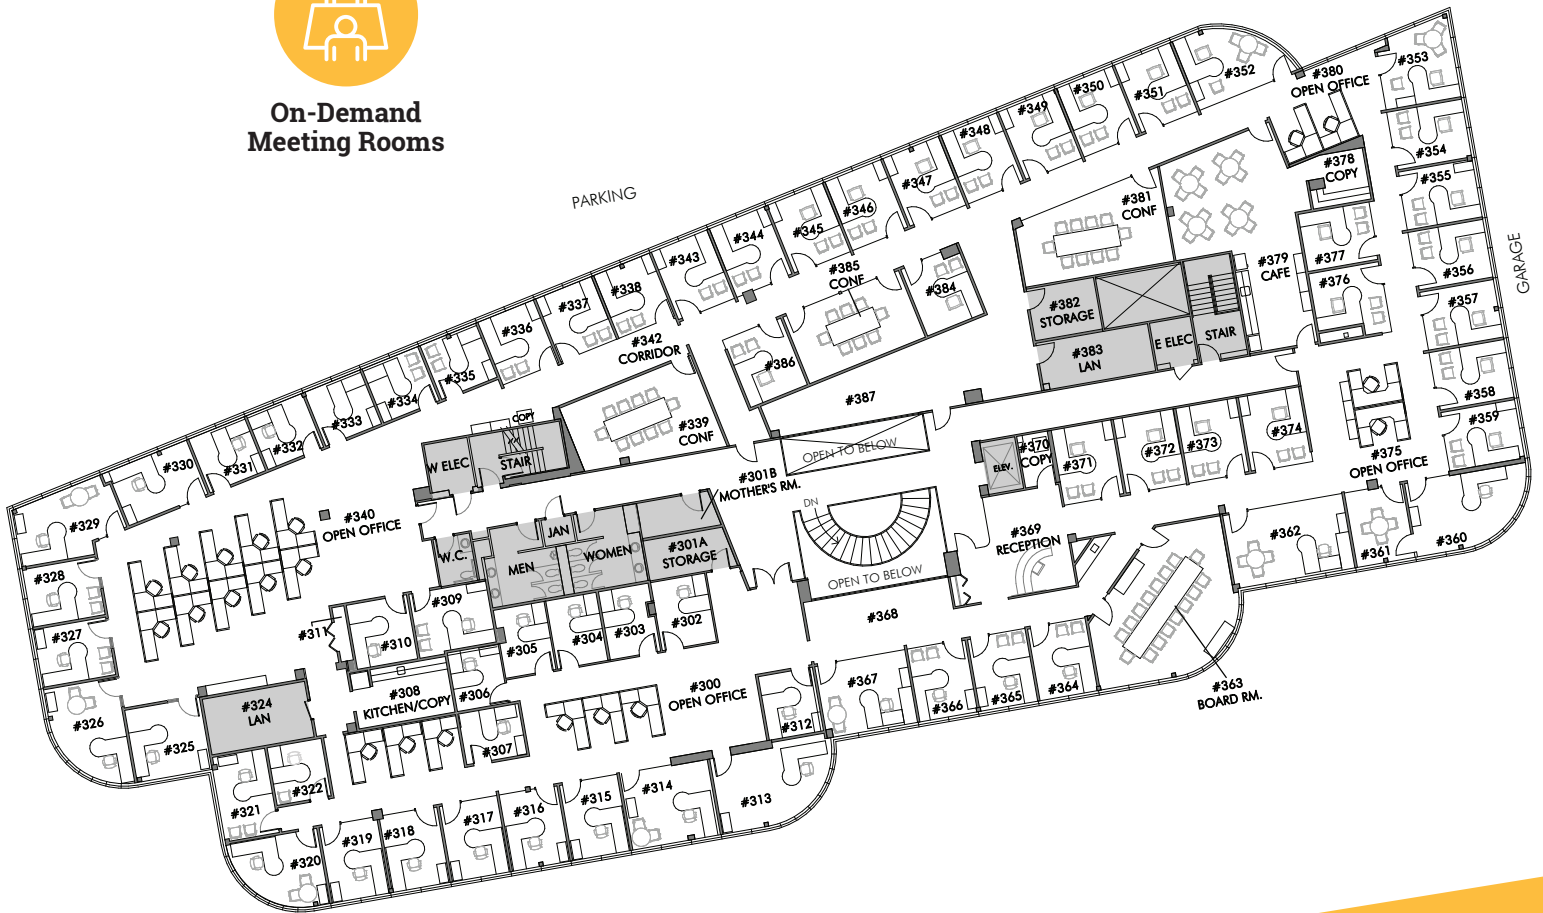 On-Demand
Meeting Rooms
PARKING
GARAGE
#353
#352
#380
OPEN OFFICE
#350
#351
#349
#348
#354
#378
COPY
#347
#355
#346
#381
CONF
#345
#344
#377
#356
#343
#385
CONF
#379
CAFE
#376
#338
#384
#382
STORAGE
#357
#337
#336
#342
CORRIDOR
E ELEC
STAIR
#383
LAN
#386
#335
#358
#334
#387
#333
COPY
#339
CONF
#359
#332
#374
#331
#330
W ELEC
STAIR
OPEN TO BELOW
#373
#372
#370
COPY
#371
ELEV.
#375
OPEN OFFICE
#301B
MOTHER'S RM.
DN
#329
#340
OPEN OFFICE
JAN
#369
RECEPTION
#362
#361
#360
W.C.
MEN
WOMEN
#301A
STORAGE
OPEN TO BELOW
#328
#309
#327
#311
#310
#305
#304
#303
#302
#368
#308
KITCHEN/COPY
#306
#300
OPEN OFFICE
#367
#366
#365
#364
#363
BOARD RM.
#326
#324
LAN
#325
#307
#312
#322
#321
#314
#313
#315
#316
#317
#318
#319
#320